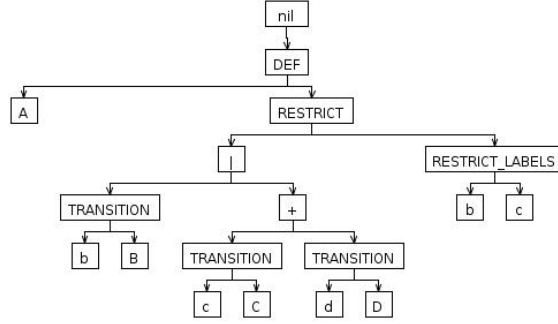 nil
DEF
A RESTRICT
| RESTRICT_LABELS
TRANSITION + b c
b B TRANSITION TRANSITION
c C d D